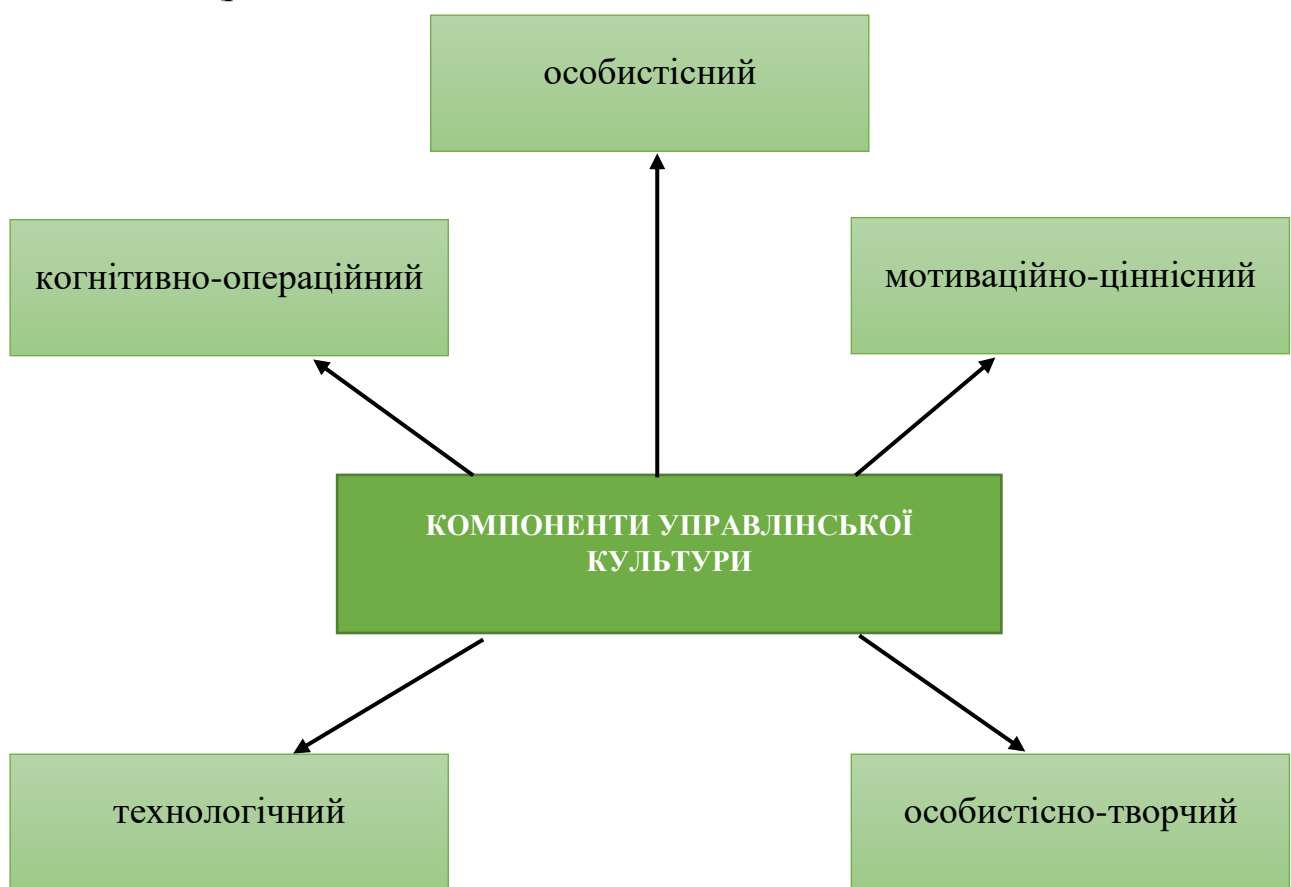 особистісний
когнітивно-операційний
мотиваційно-ціннісний
КОМПОНЕНТИ УПРАВЛІНСЬКОЇ
КУЛЬТУРИ
технологічний
особистісно-творчий